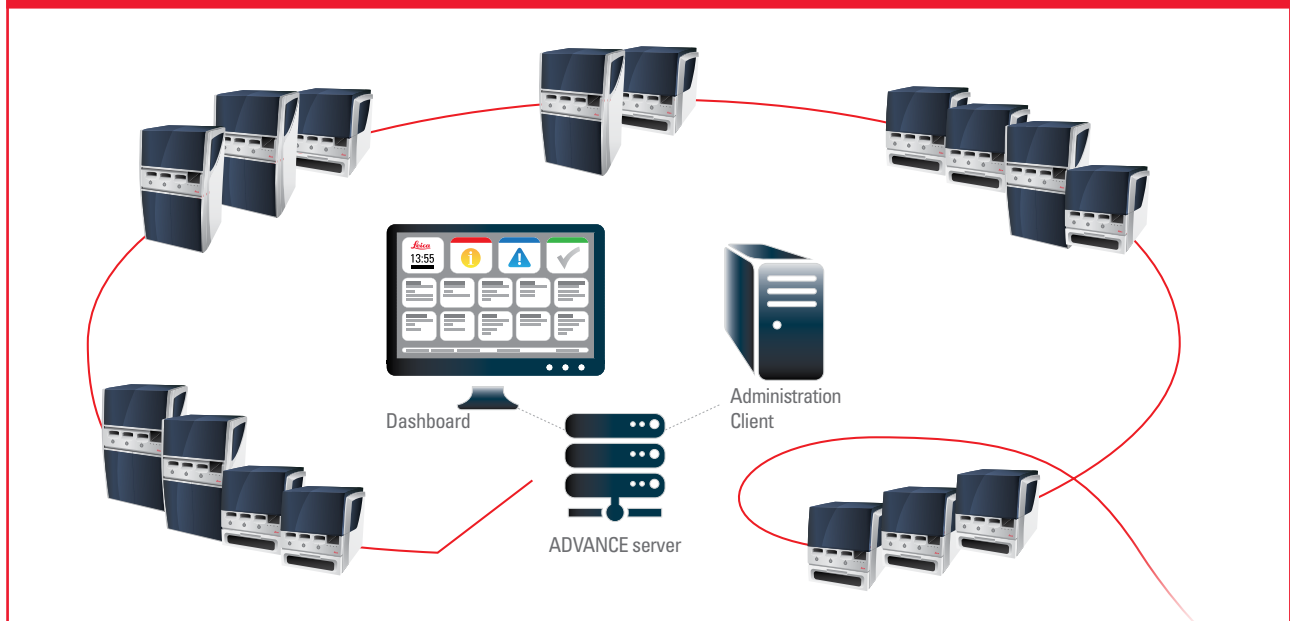 Leica
13:55
Dashboard
Administration
Client
ADVANCE server